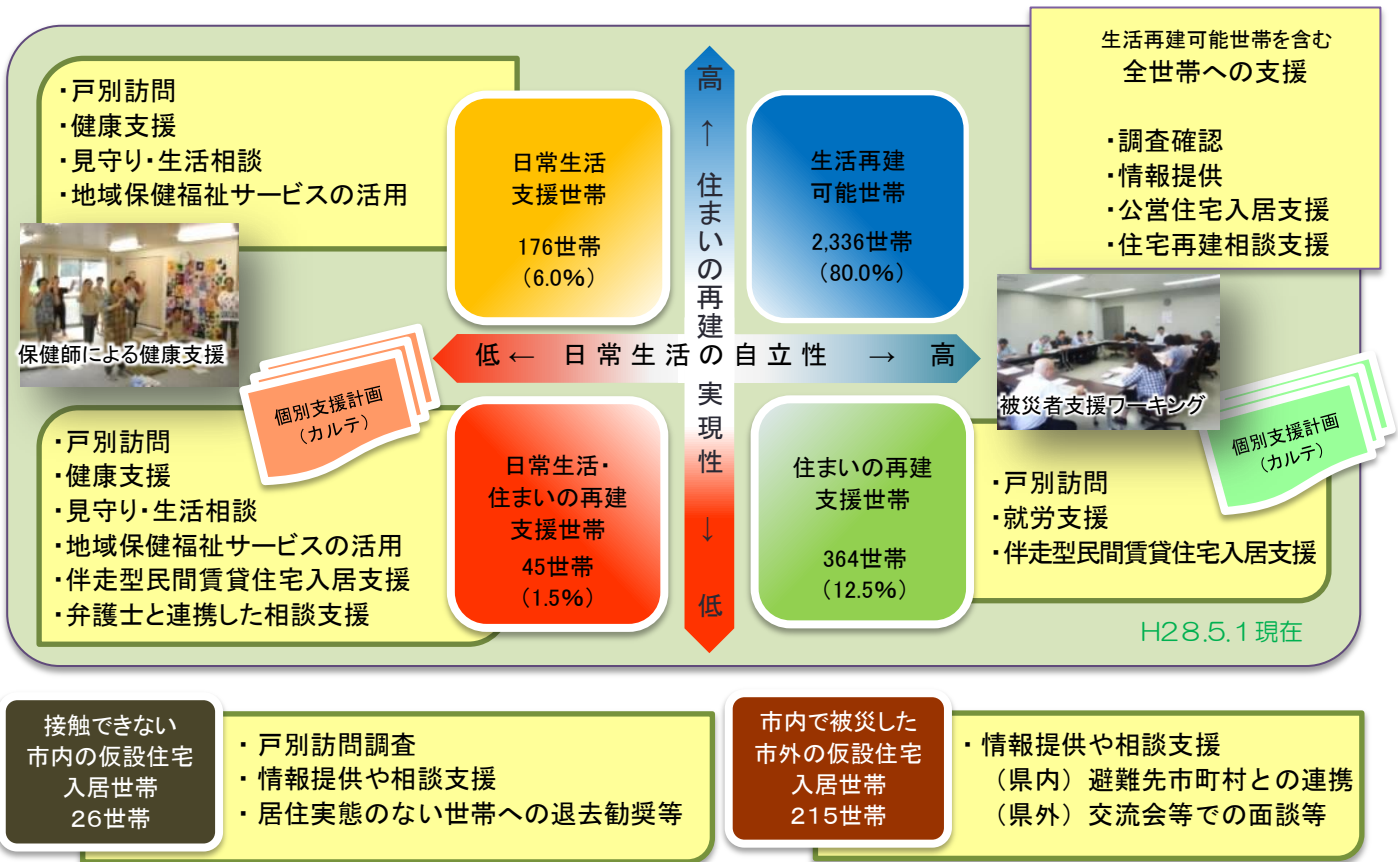 ・戸別訪問
・健康支援
・見守り・生活相談
・地域保健福祉サービスの活用
保健師による健康支援
日常生活
支援世帯
176世帯
（6.0%）
高 ↑ 住まいの再建の実現性 ↓ 低
生活再建
可能世帯
2,336世帯
（80.0%）
生活再建可能世帯を含む
全世帯への支援
・調査確認
・情報提供
・公営住宅入居支援
・住宅再建相談支援
低 ← 日常生活の自立性 → 高
被災者支援ワーキング
個別支援計画
（カルテ）
・戸別訪問
・健康支援
・見守り・生活相談
・地域保健福祉サービスの活用
・伴走型民間賃貸住宅入居支援
・弁護士と連携した相談支援
日常生活・
住まいの再建
支援世帯
45世帯
（1.5%）
住まいの再建
支援世帯
364世帯
（12.5%）
個別支援計画
（カルテ）
・戸別訪問
・就労支援
・伴走型民間賃貸住宅入居支援
H28.5.1現在
接触できない
市内の仮設住宅
入居世帯
26世帯
・戸別訪問調査
・情報提供や相談支援
・居住実態のない世帯への退去勧奨等
市内で被災した
市外の仮設住宅
入居世帯
215世帯
・情報提供や相談支援
（県内）避難先市町村との連携
（県外）交流会等での面談等